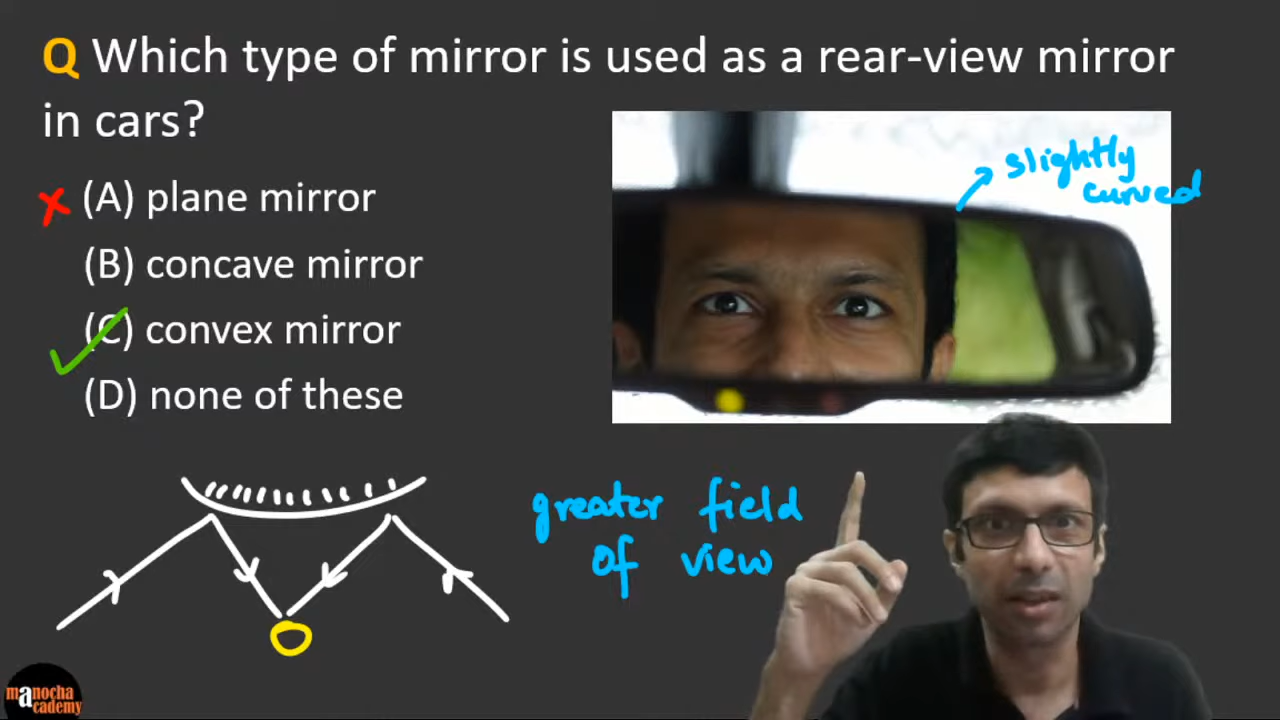 Q Which type of mirror is used as a rear-view mirror
in cars?
(A) plane mirror
(B) concave mirror
(C) convex mirror
(D) none of these
slightly
curved
greater field
of view
manocha
academy